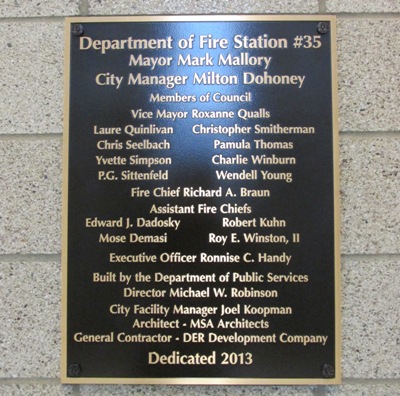 Department of Fire Station #35
Mayor Mark Mallory
City Manager Milton Dohoney
Members of Council
Vice Mayor Roxanne Qualls
Laure Quinlivan Christopher Smitherman
Chris Seelbach Pamula Thomas
Yvette Simpson Charlie Winburn
P.G. Sittenfeld Wendell Young
Fire Chief Richard A. Braun
Assistant Fire Chiefs
Edward J. Dadosky Robert Kuhn
Mose Demasi Roy E. Winston, II
Executive Officer Ronnise C. Handy
Built by the Department of Public Services
Director Michael W. Robinson
City Facility Manager Joel Koopman
Architect - MSA Architects
General Contractor - DER Development Company
Dedicated 2013